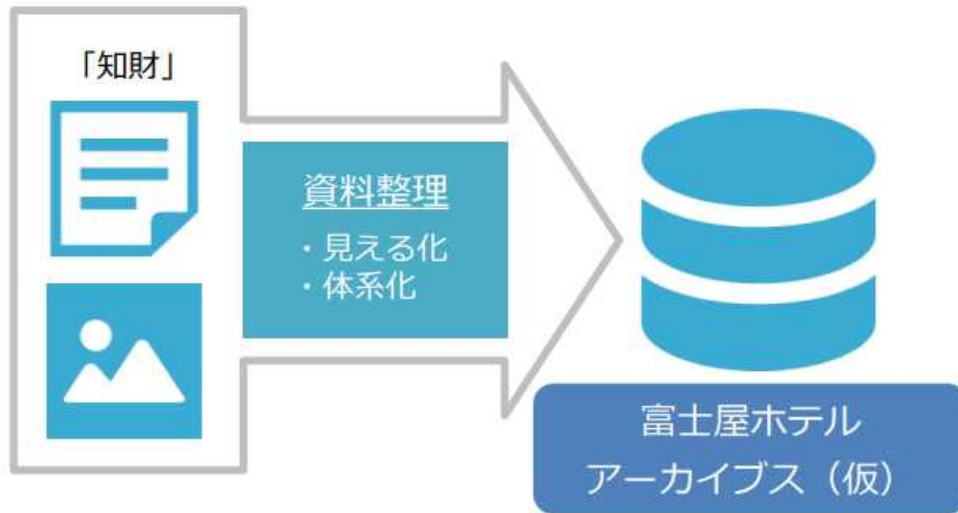 「知財」
資料整理
・見える化
・体系化
富士屋ホテル
アーカイブス（仮）